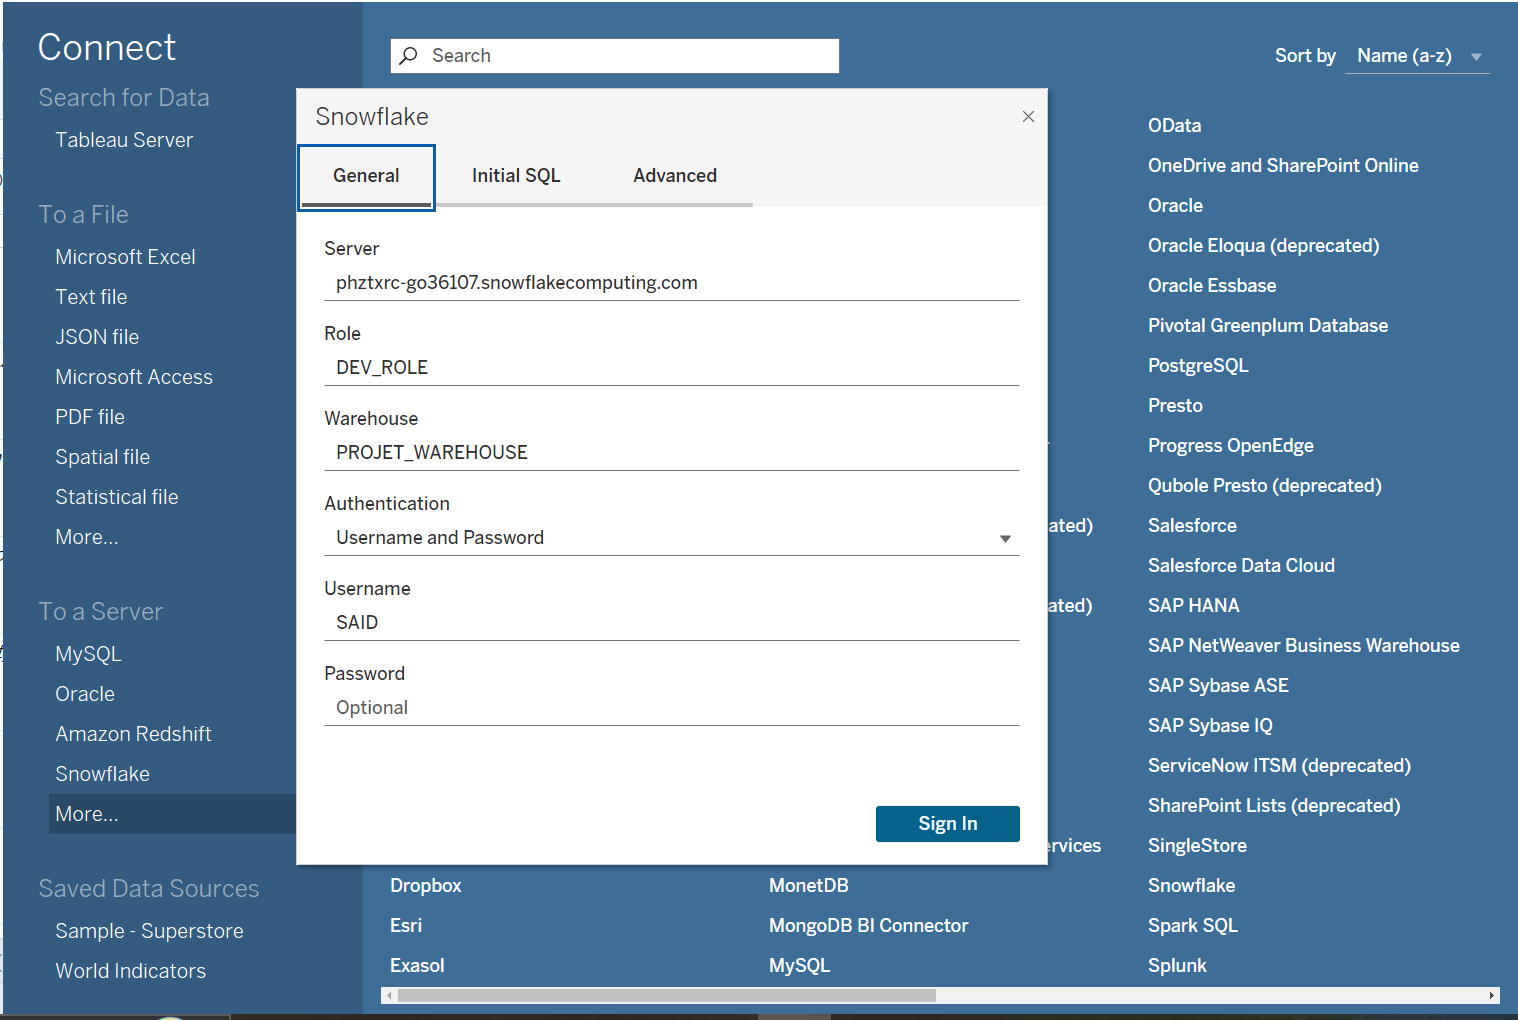 Connect
Search for Data
Tableau Server
To a File
Microsoft Excel
Text file
JSON file
Microsoft Access
PDF file
Spatial file
Statistical file
More...
To a Server
MySQL
Oracle
Amazon Redshift
Snowflake
More...
Saved Data Sources
Sample - Superstore
World Indicators
Search
Sort by Name (a-z)
Snowflake
General Initial SQL Advanced
Server
phztxrc-go36107.snowflakecomputing.com
Role
DEV_ROLE
Warehouse
PROJET_WAREHOUSE
Authentication
Username and Password
Username
SAID
Password
Optional
Sign In
Dropbox
Esri
Exasol
ated)
ated)
ervices
MonetDB
MongoDB BI Connector
MySQL
OData
OneDrive and SharePoint Online
Oracle
Oracle Eloqua (deprecated)
Oracle Essbase
Pivotal Greenplum Database
PostgreSQL
Presto
Progress OpenEdge
Qubole Presto (deprecated)
Salesforce
Salesforce Data Cloud
SAP HANA
SAP NetWeaver Business Warehouse
SAP Sybase ASE
SAP Sybase IQ
ServiceNow ITSM (deprecated)
SharePoint Lists (deprecated)
SingleStore
Snowflake
Spark SQL
Splunk